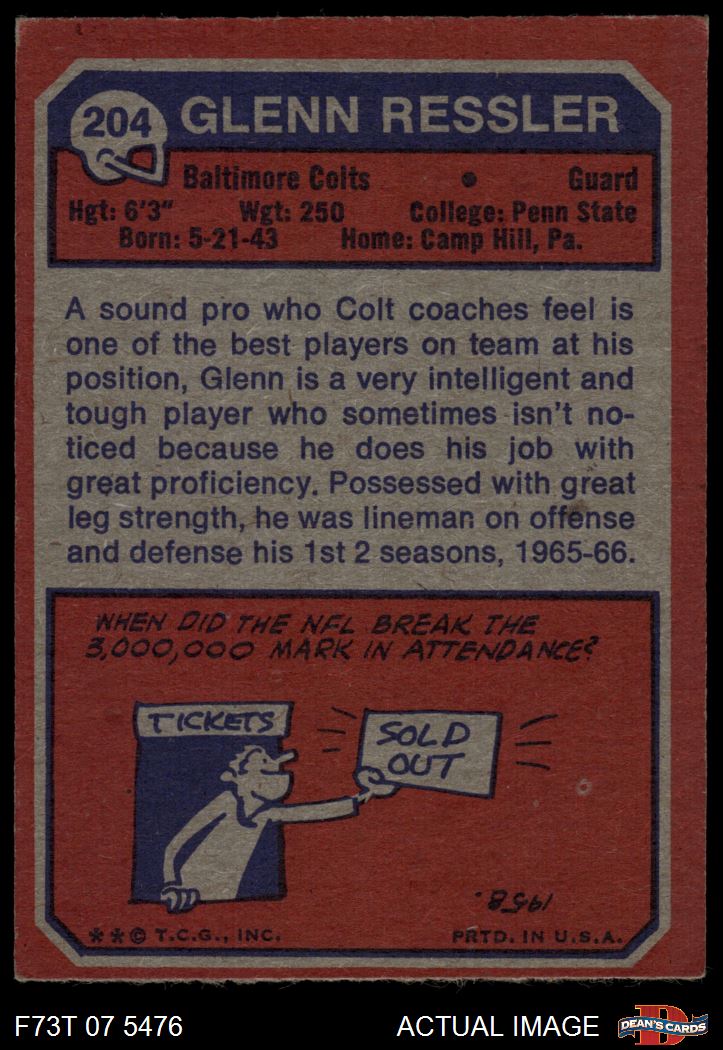 204 GLENN RESSLER
Baltimore Colts • Guard
Hgt: 6'3" Wgt: 250 College: Penn State
Born: 5-21-43 Home: Camp Hill, Pa.
A sound pro who Colt coaches feel is
one of the best players on team at his
position, Glenn is a very intelligent and
tough player who sometimes isn't no-
ticed because he does his job with
great proficiency. Possessed with great
leg strength, he was lineman on offense
and defense his 1st 2 seasons, 1965-66.
WHEN DID THE NFL BREAK THE
3,000,000 MARK IN ATTENDANCE?
TICKETS
SOLD
OUT
1958.
**© T.C.G., INC. PRTD. IN U.S.A.
F73T 07 5476 ACTUAL IMAGE
D
DEAN'S CARDS